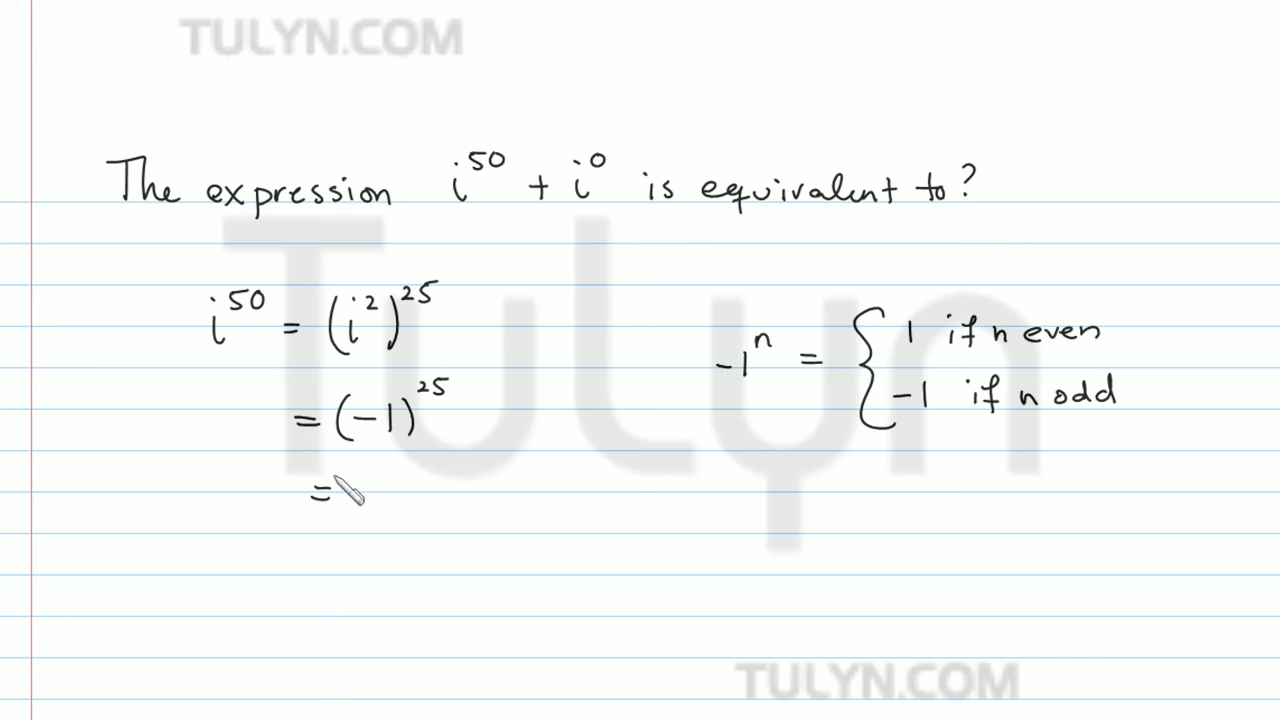 TULYN.COM
The expression i^50 + i^0 is equivalent to?
i^50 = (i^2)^25
= (-1)^25
=
-1^n = { 1 if n even
-1 if n odd
Tulyn
TULYN.COM